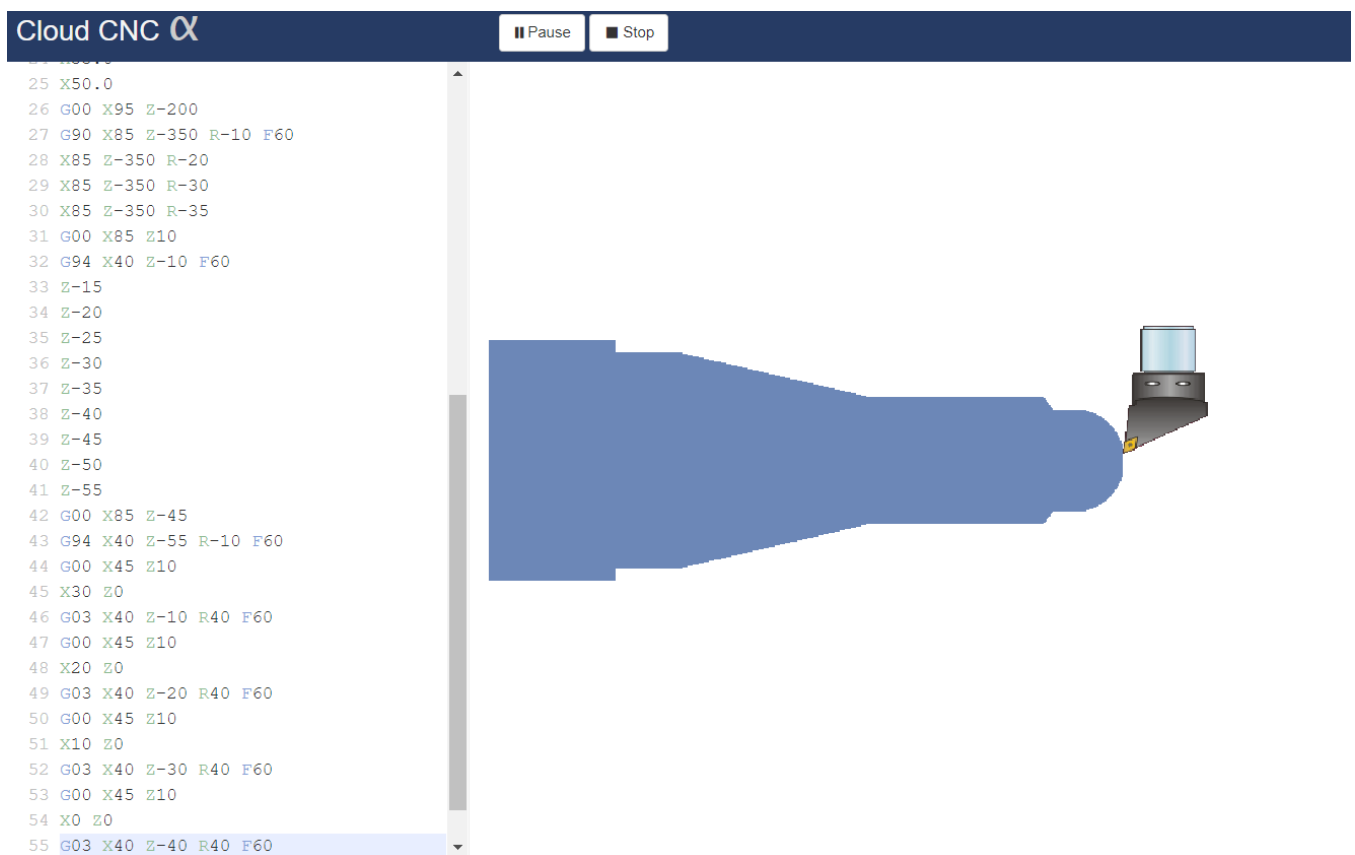 Cloud CNC α
Pause
Stop
25 X50.0
26 G00 X95 Z-200
27 G90 X85 Z-350 R-10 F60
28 X85 Z-350 R-20
29 X85 Z-350 R-30
30 X85 Z-350 R-35
31 G00 X85 Z10
32 G94 X40 Z-10 F60
33 Z-15
34 Z-20
35 Z-25
36 Z-30
37 Z-35
38 Z-40
39 Z-45
40 Z-50
41 Z-55
42 G00 X85 Z-45
43 G94 X40 Z-55 R-10 F60
44 G00 X45 Z10
45 X30 Z0
46 G03 X40 Z-10 R40 F60
47 G00 X45 Z10
48 X20 Z0
49 G03 X40 Z-20 R40 F60
50 G00 X45 Z10
51 X10 Z0
52 G03 X40 Z-30 R40 F60
53 G00 X45 Z10
54 X0 Z0
55 G03 X40 Z-40 R40 F60